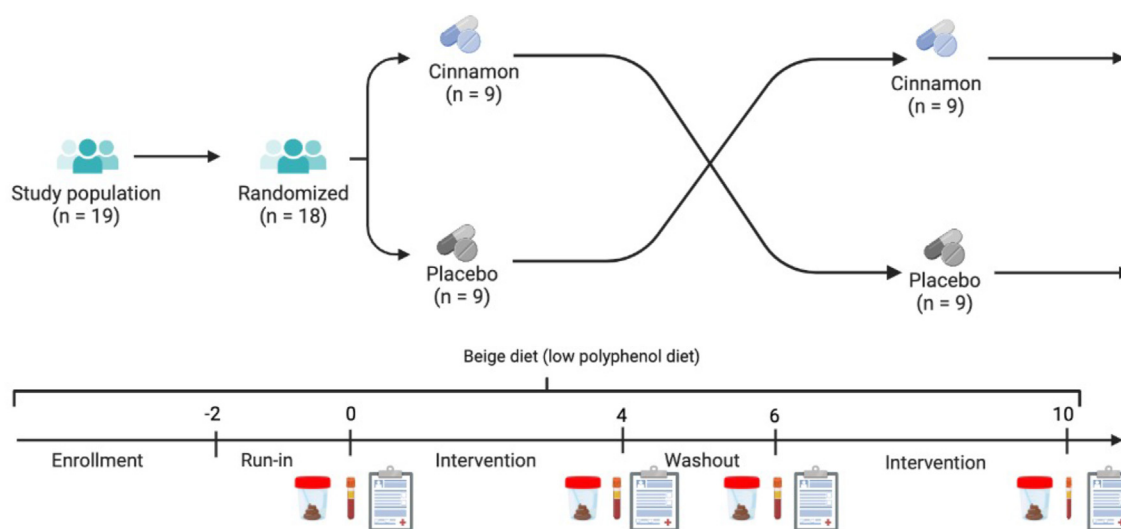 Cinnamon
(n = 9)
Cinnamon
(n = 9)
Study population
(n = 19)
Randomized
(n = 18)
Placebo
(n = 9)
Placebo
(n = 9)
Beige diet (low polyphenol diet)
-2 0 4 6 10
Enrollment Run-in Intervention Washout Intervention